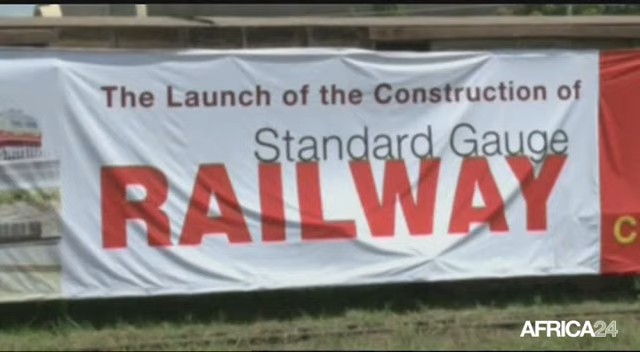 The Launch of the Construction of
Standard Gauge
RAILWAY
C
AFRICA24